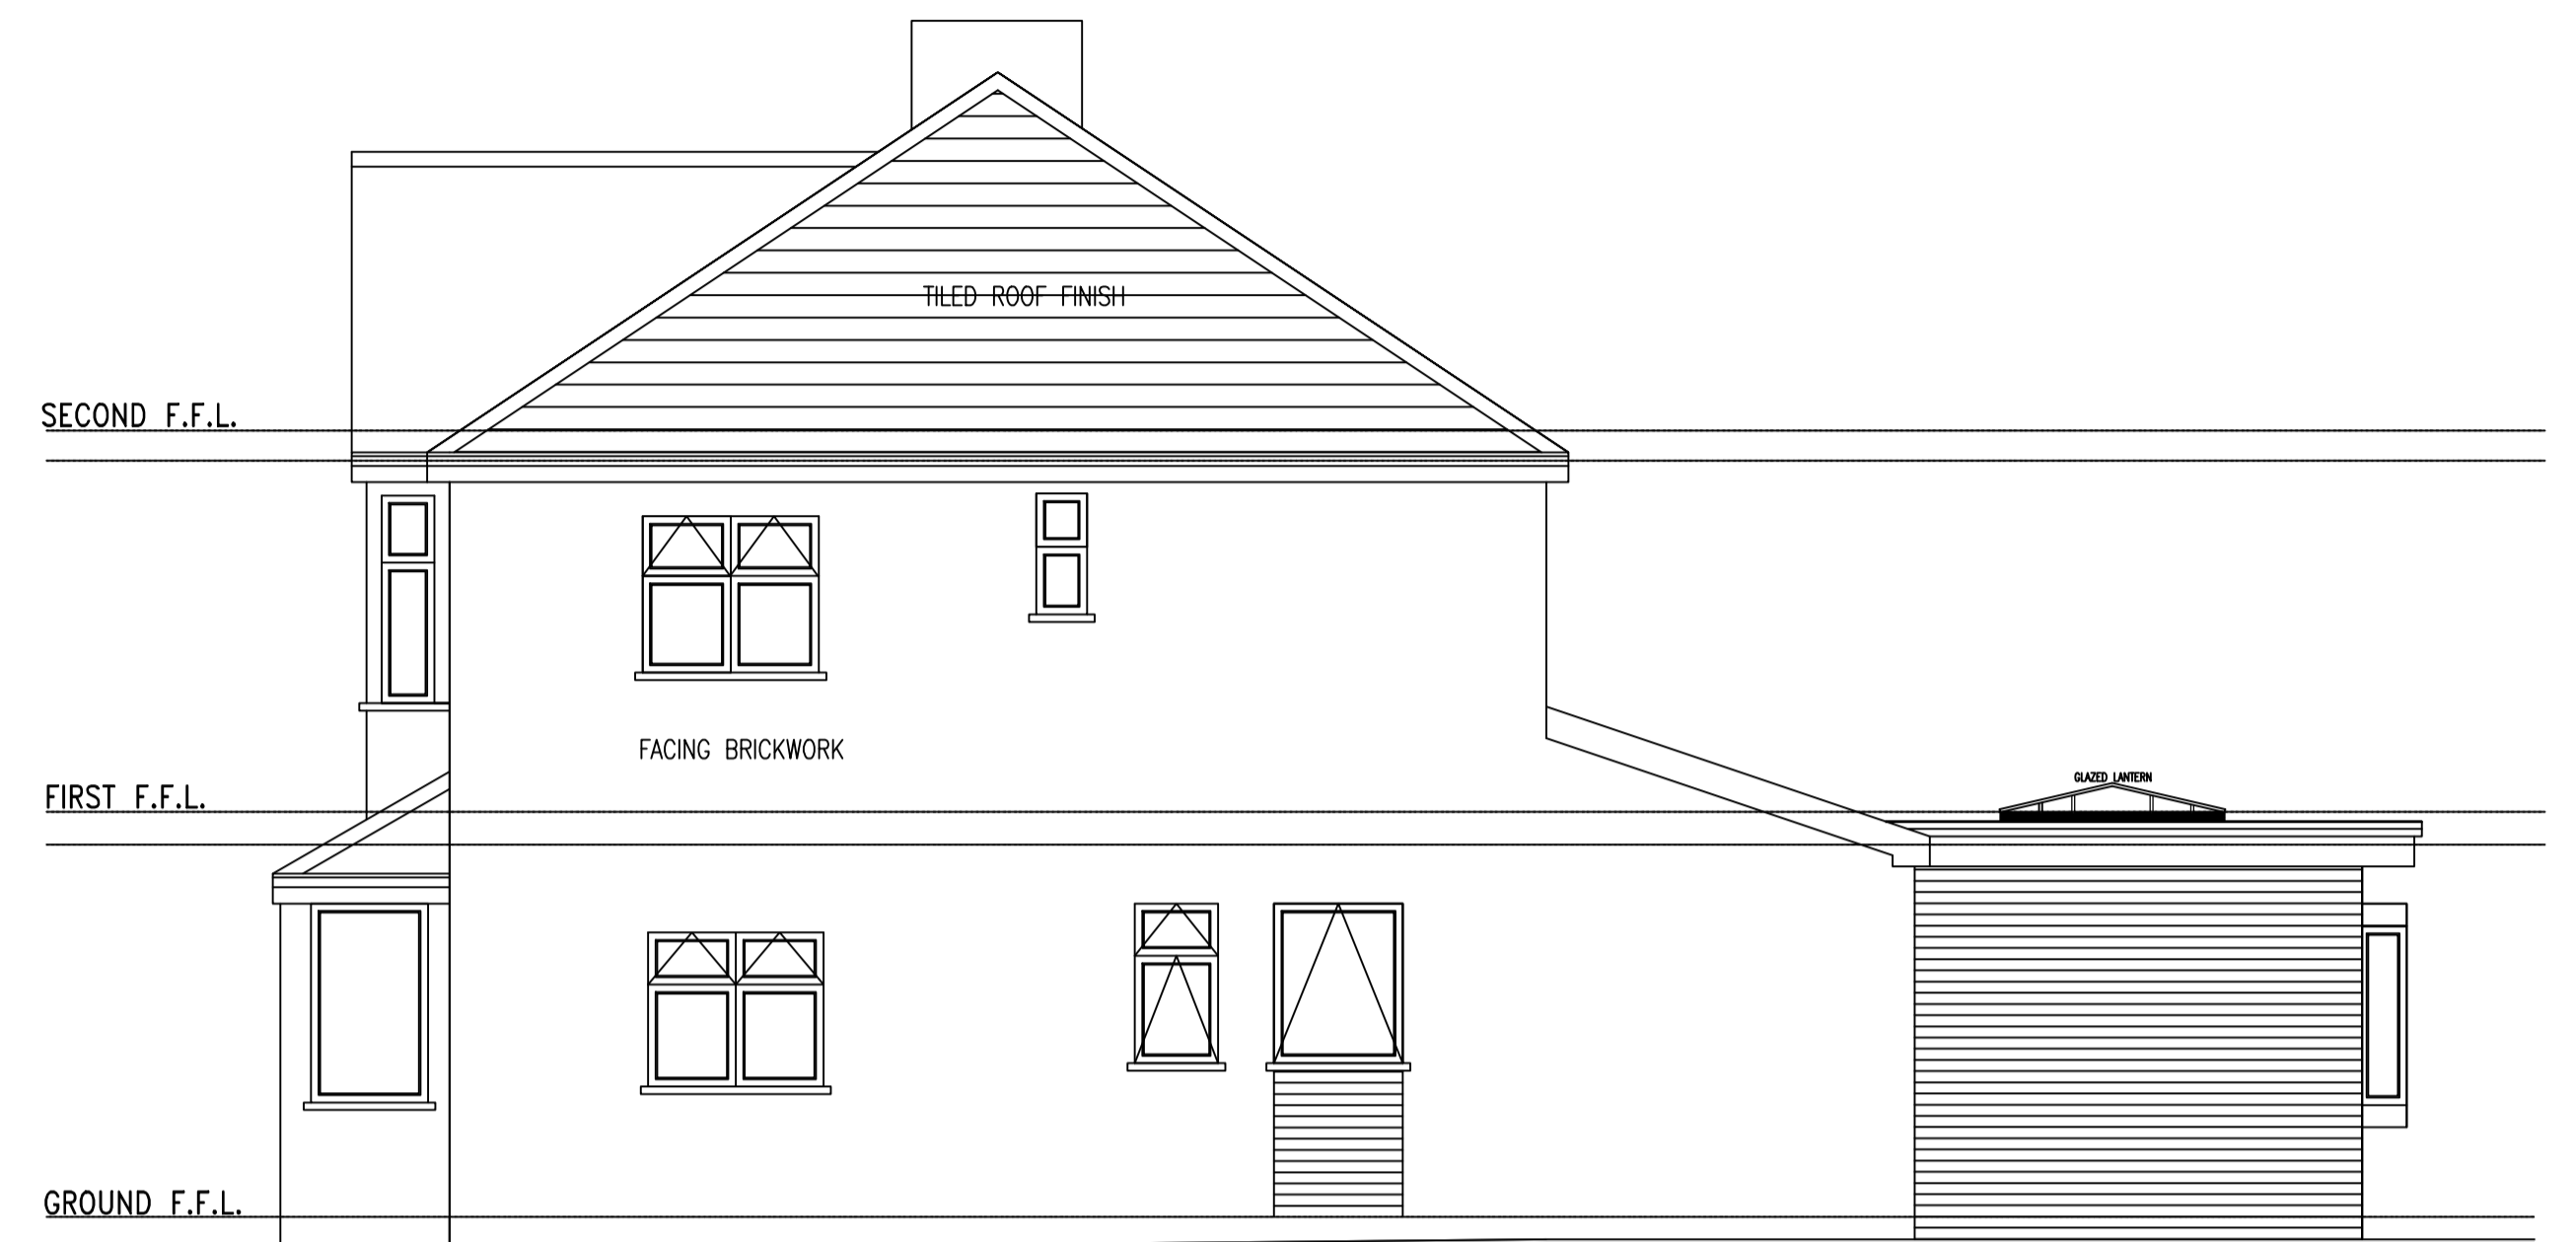 TILED ROOF FINISH
SECOND F.F.L.
FACING BRICKWORK
GLAZED LANTERN
FIRST F.F.L.
GROUND F.F.L.